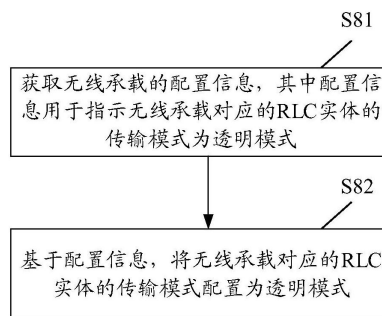 S81
获取无线承载的配置信息，其中配置信
息用于指示无线承载对应的RLC实体的
传输模式为透明模式
S82
基于配置信息，将无线承载对应的RLC
实体的传输模式配置为透明模式